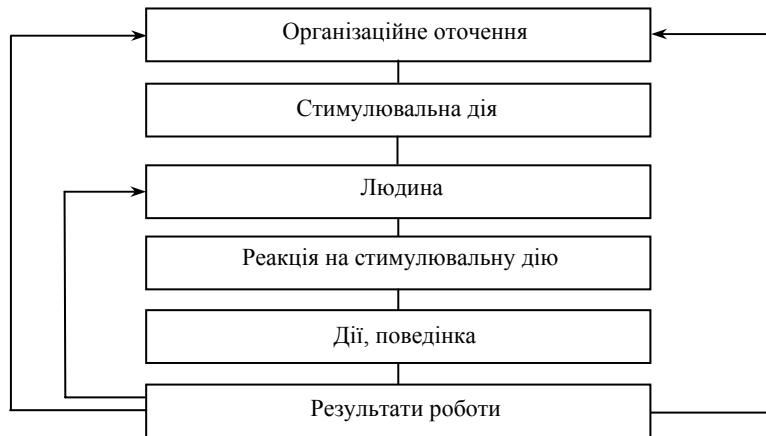 Організаційне оточення
Стимулювальна дія
Людина
Реакція на стимулювальну дію
Дії, поведінка
Результати роботи